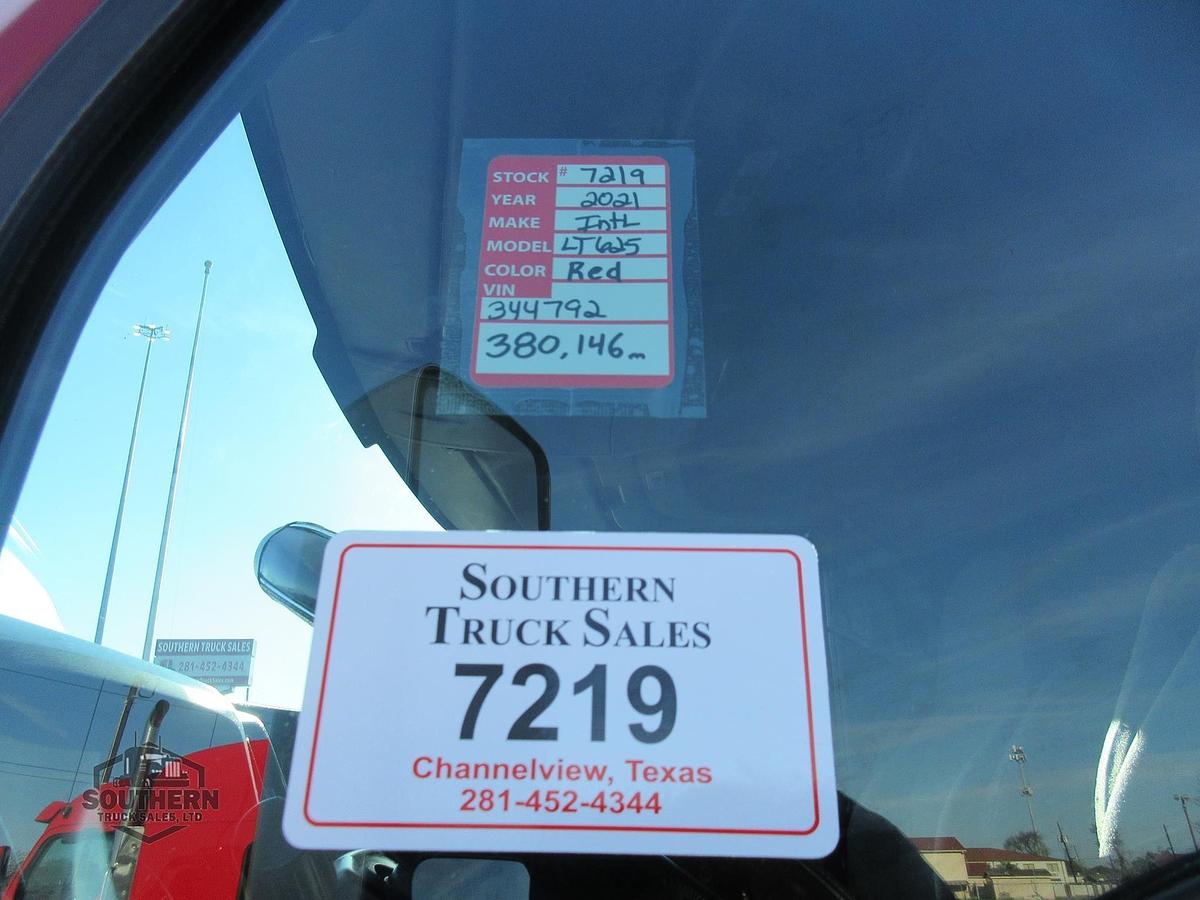 STOCK # 7219
YEAR 2021
MAKE Intl
MODEL LT625
COLOR Red
VIN
344792
380,146m
SOUTHERN
TRUCK SALES
7219
Channelview, Texas
281-452-4344
SOUTHERN TRUCK SALES
281-452-4344
SOUTHERN
TRUCK SALES, LTD